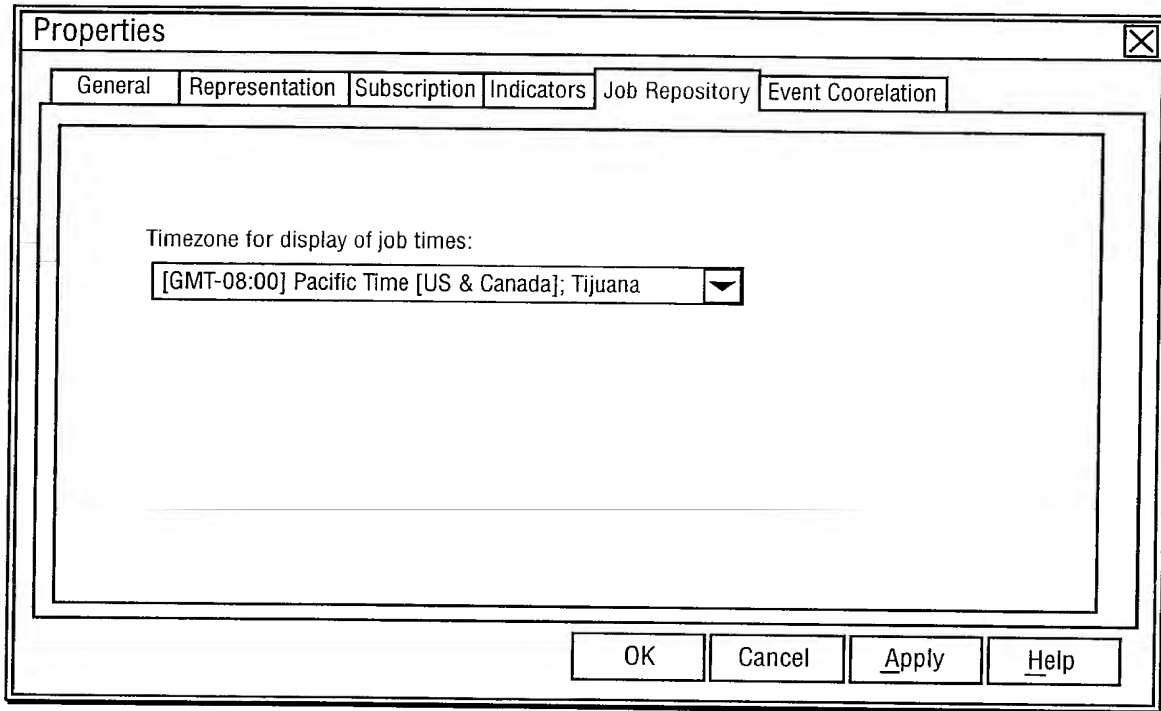 Properties
General Representation Subscription Indicators Job Repository Event Coorelation
Timezone for display of job times:
[GMT-08:00] Pacific Time [US & Canada]; Tijuana
OK Cancel Apply Help